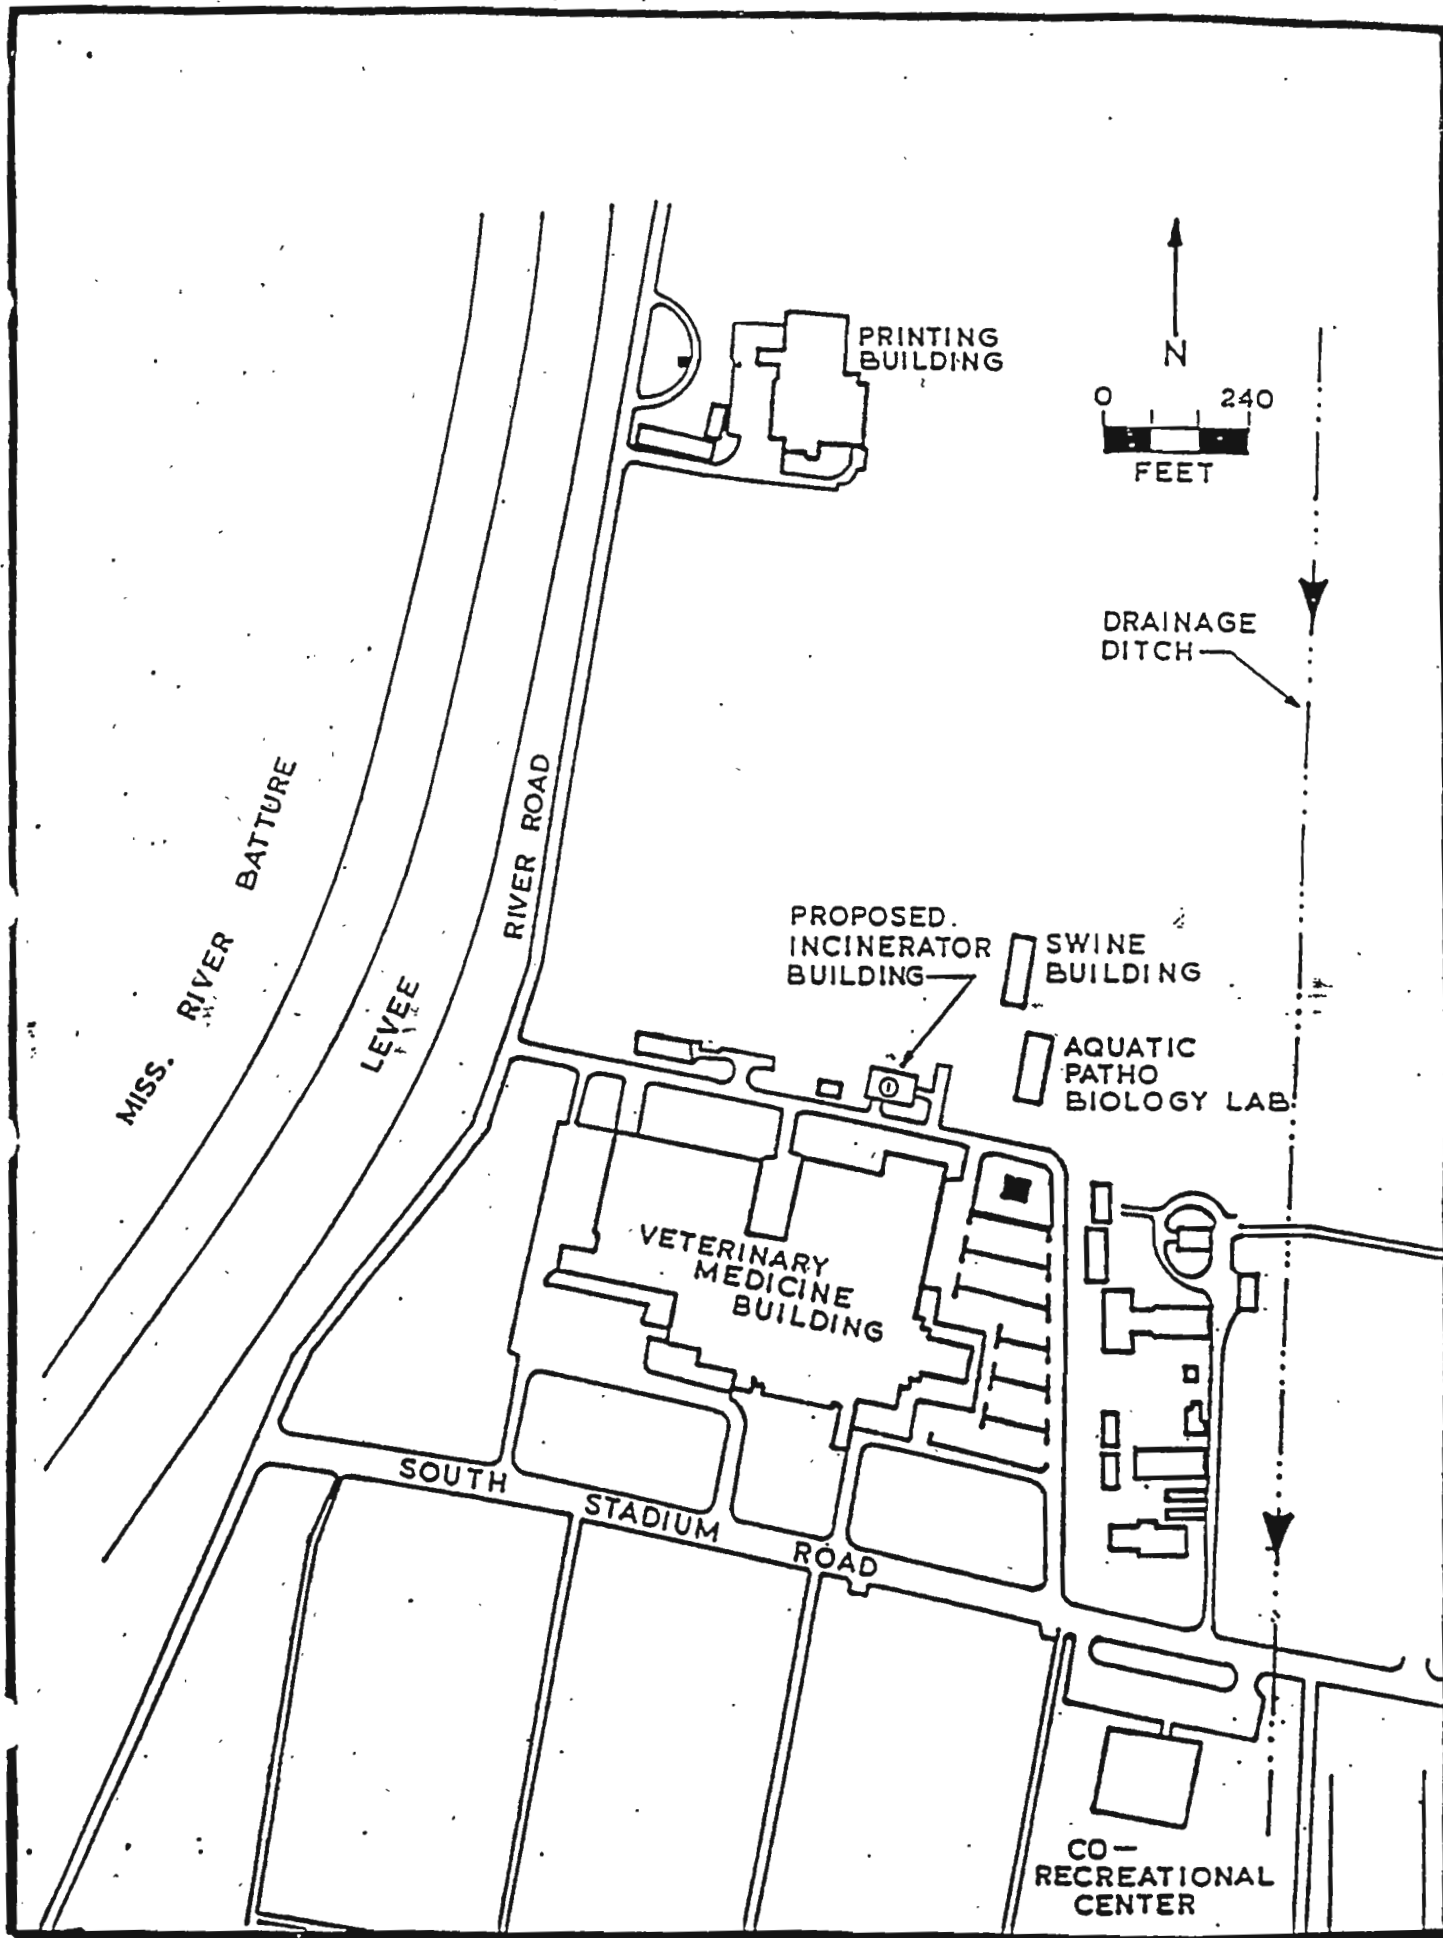 PRINTING
BUILDING
N
0 240
FEET
DRAINAGE
DITCH
MISS. RIVER BATTURE
LEVEE
RIVER ROAD
PROPOSED.
INCINERATOR
BUILDING
1
SWINE
BUILDING
AQUATIC
PATHO
BIOLOGY LAB
VETERINARY
MEDICINE
BUILDING
SOUTH STADIUM ROAD
CO-
RECREATIONAL
CENTER